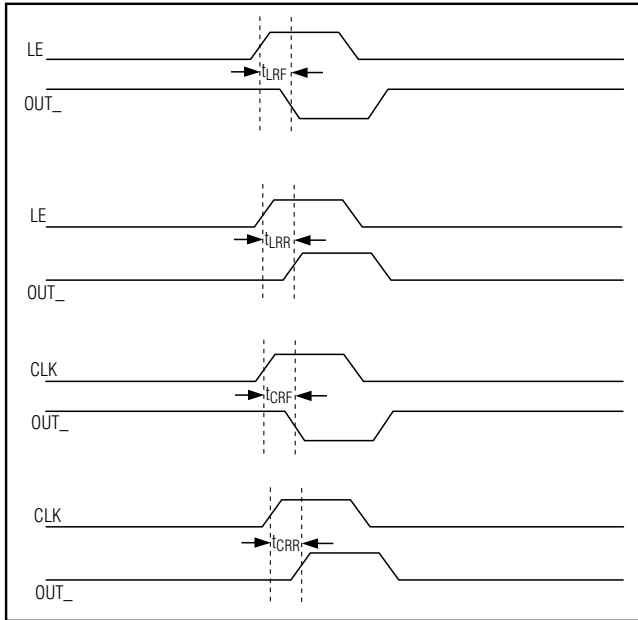 LE
tLRF
OUT_
LE
tLRR
OUT_
CLK
tCRF
OUT_
CLK
tCRR
OUT_